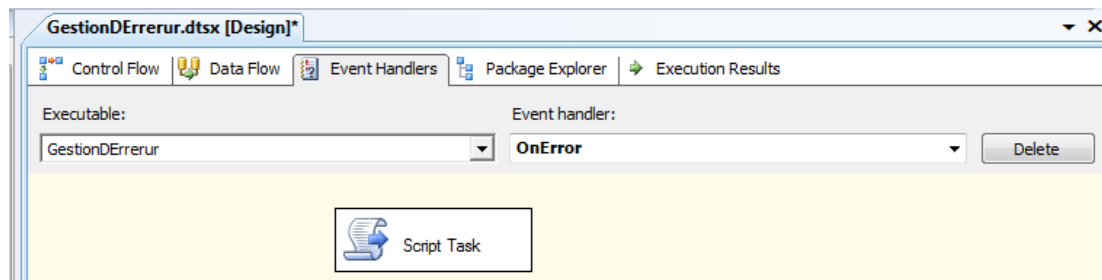 GestionDErrerur.dtsx [Design]*
Control Flow Data Flow Event Handlers Package Explorer Execution Results
Executable: Event handler:
GestionDErrerur OnError Delete
Script Task